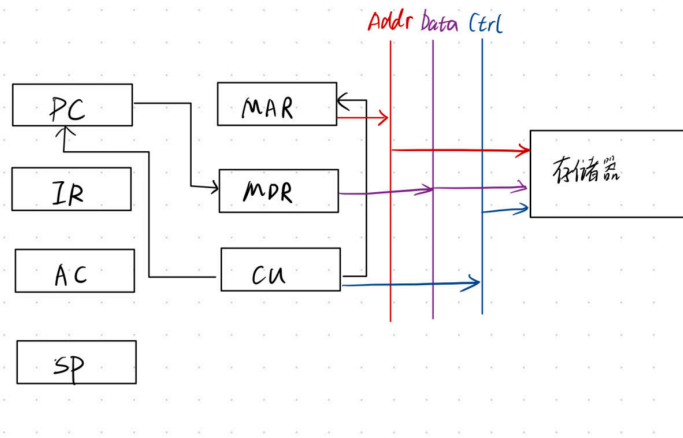 Addr Data Ctrl
PC
MAR
存储器
IR
MDR
AC
CU
SP